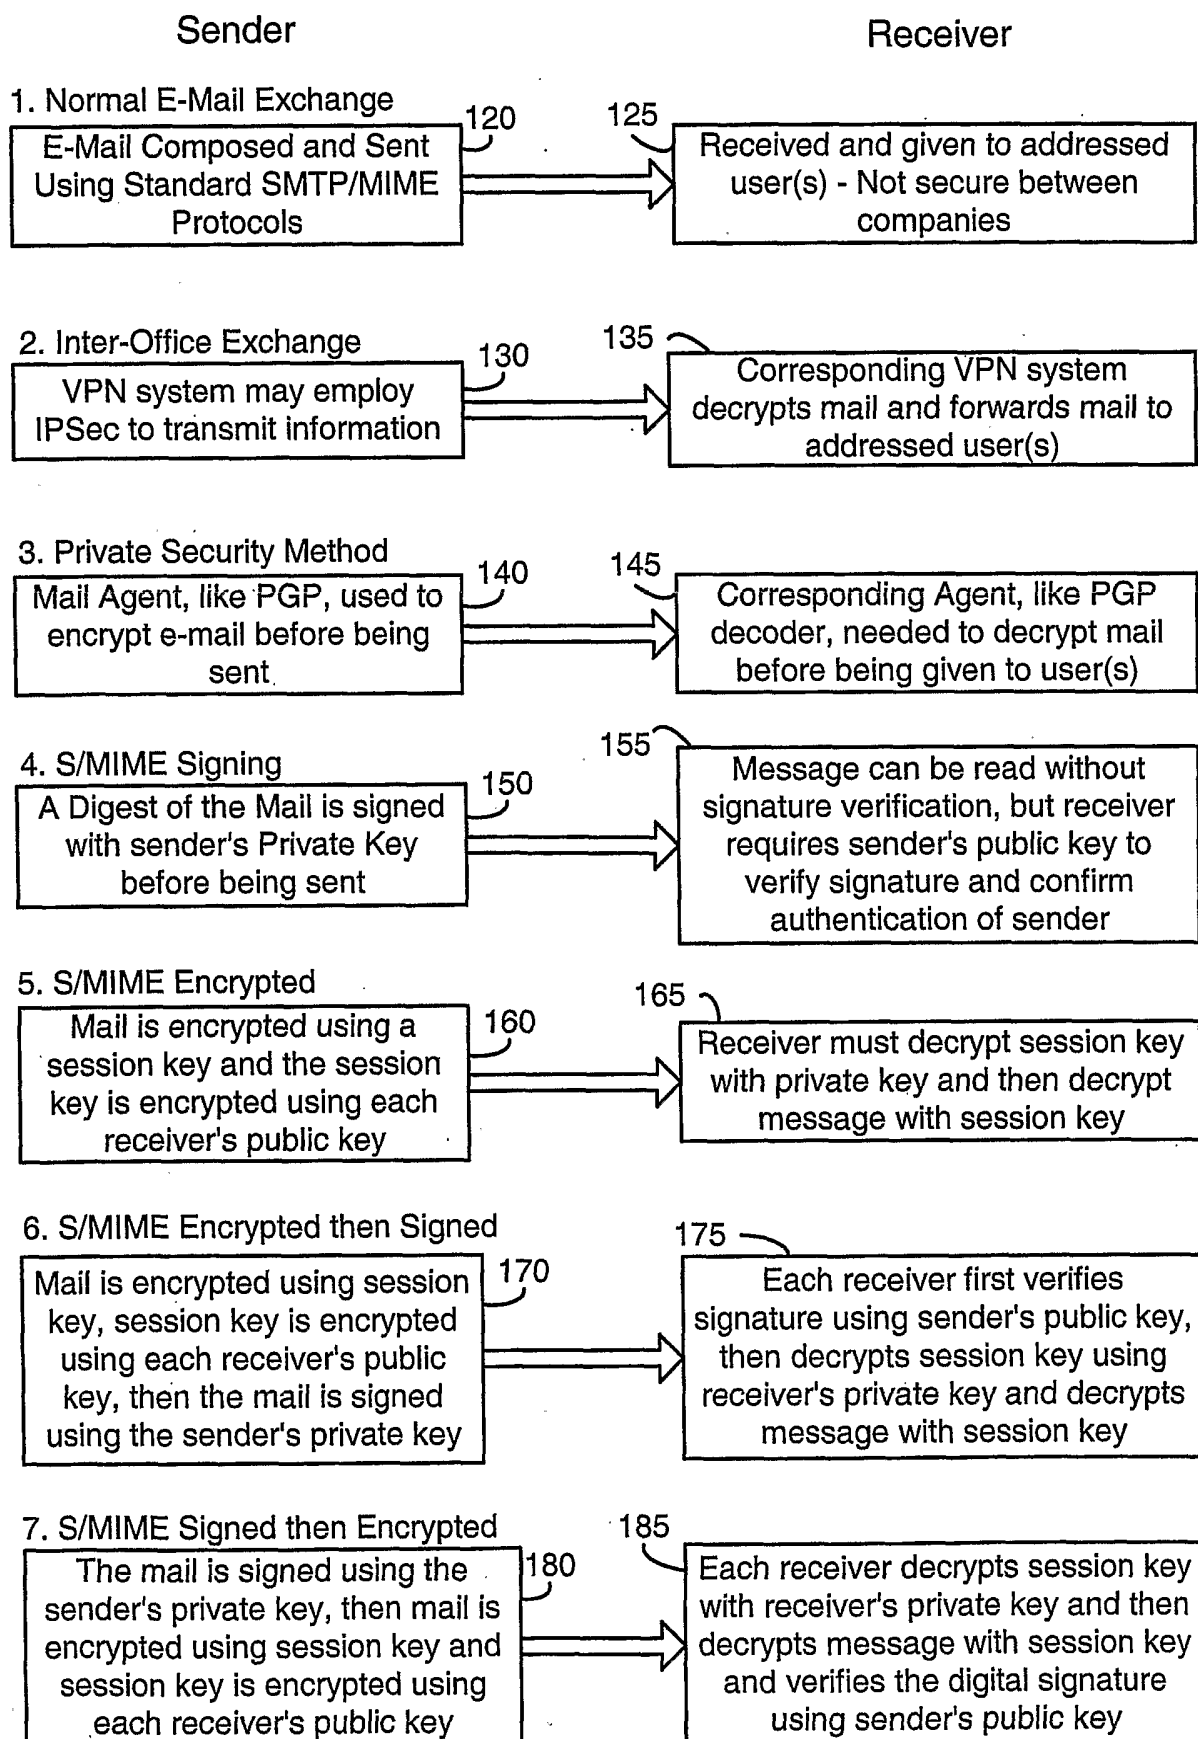 Sender
Receiver
1. Normal E-Mail Exchange
120
E-Mail Composed and Sent
Using Standard SMTP/MIME
Protocols
125
Received and given to addressed
user(s) - Not secure between
companies
2. Inter-Office Exchange
130
VPN system may employ
IPSec to transmit information
135
Corresponding VPN system
decrypts mail and forwards mail to
addressed user(s)
3. Private Security Method
140
Mail Agent, like PGP, used to
encrypt e-mail before being
sent
145
Corresponding Agent, like PGP
decoder, needed to decrypt mail
before being given to user(s)
4. S/MIME Signing
150
A Digest of the Mail is signed
with sender's Private Key
before being sent
155
Message can be read without
signature verification, but receiver
requires sender's public key to
verify signature and confirm
authentication of sender
5. S/MIME Encrypted
160
Mail is encrypted using a
session key and the session
key is encrypted using each
receiver's public key
165
Receiver must decrypt session key
with private key and then decrypt
message with session key
6. S/MIME Encrypted then Signed
170
Mail is encrypted using session
key, session key is encrypted
using each receiver's public
key, then the mail is signed
using the sender's private key
175
Each receiver first verifies
signature using sender's public key,
then decrypts session key using
receiver's private key and decrypts
message with session key
7. S/MIME Signed then Encrypted
180
The mail is signed using the
sender's private key, then mail is
encrypted using session key and
session key is encrypted using
each receiver's public key
185
Each receiver decrypts session key
with receiver's private key and then
decrypts message with session key
and verifies the digital signature
using sender's public key